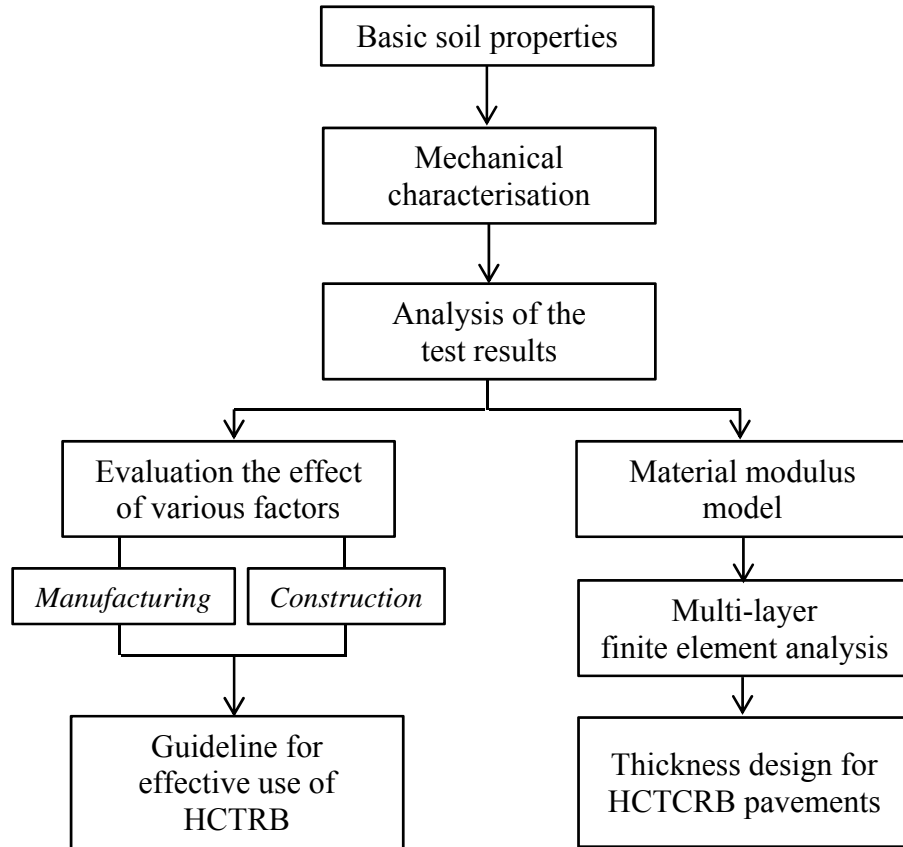 Basic soil properties
Mechanical
characterisation
Analysis of the
test results
Evaluation the effect
of various factors
Manufacturing
Construction
Guideline for
effective use of
HCTRB
Material modulus
model
Multi-layer
finite element analysis
Thickness design for
HCTCRB pavements